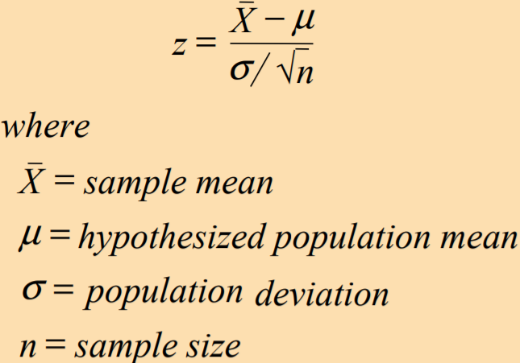 z = X̄ − μ / σ/√n
where
X̄ = sample mean
μ = hypothesized population mean
σ = population deviation
n = sample size